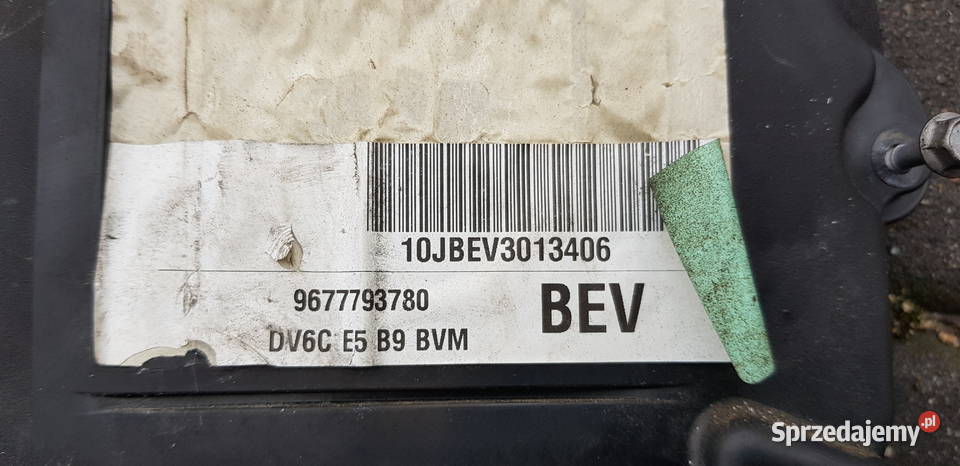 10JBEV3013406
9677793780
BEV
DV6C E5 B9 BVM
Sprzedajemy.pl